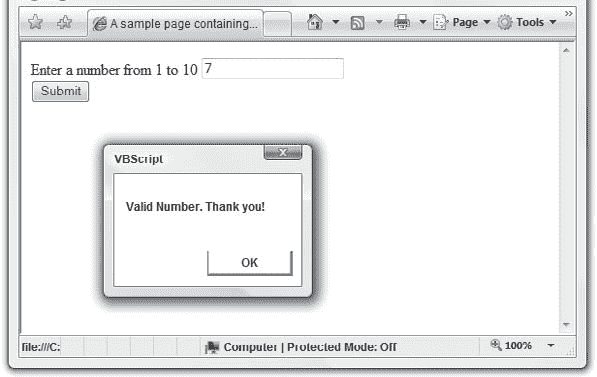 A sample page containing...
Page
Tools
»
Enter a number from 1 to 10 7
Submit
VBScript
X
Valid Number. Thank you!
OK
file:///C:
Computer | Protected Mode: Off
100%